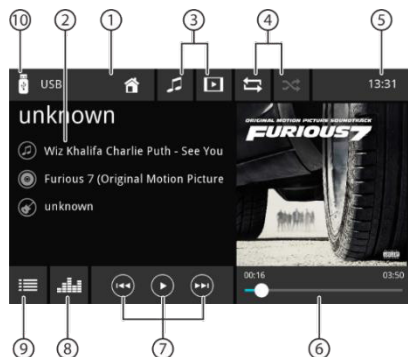 10 2 1 3 4 5
USB
13:31
unknown
Wiz Khalifa Charlie Puth - See You
Furious 7 (Original Motion Picture
unknown
ORIGINAL MOTION PICTURE SOUNDTRACK
FURIOUS 7
00:16 03:50
9 8 7 6